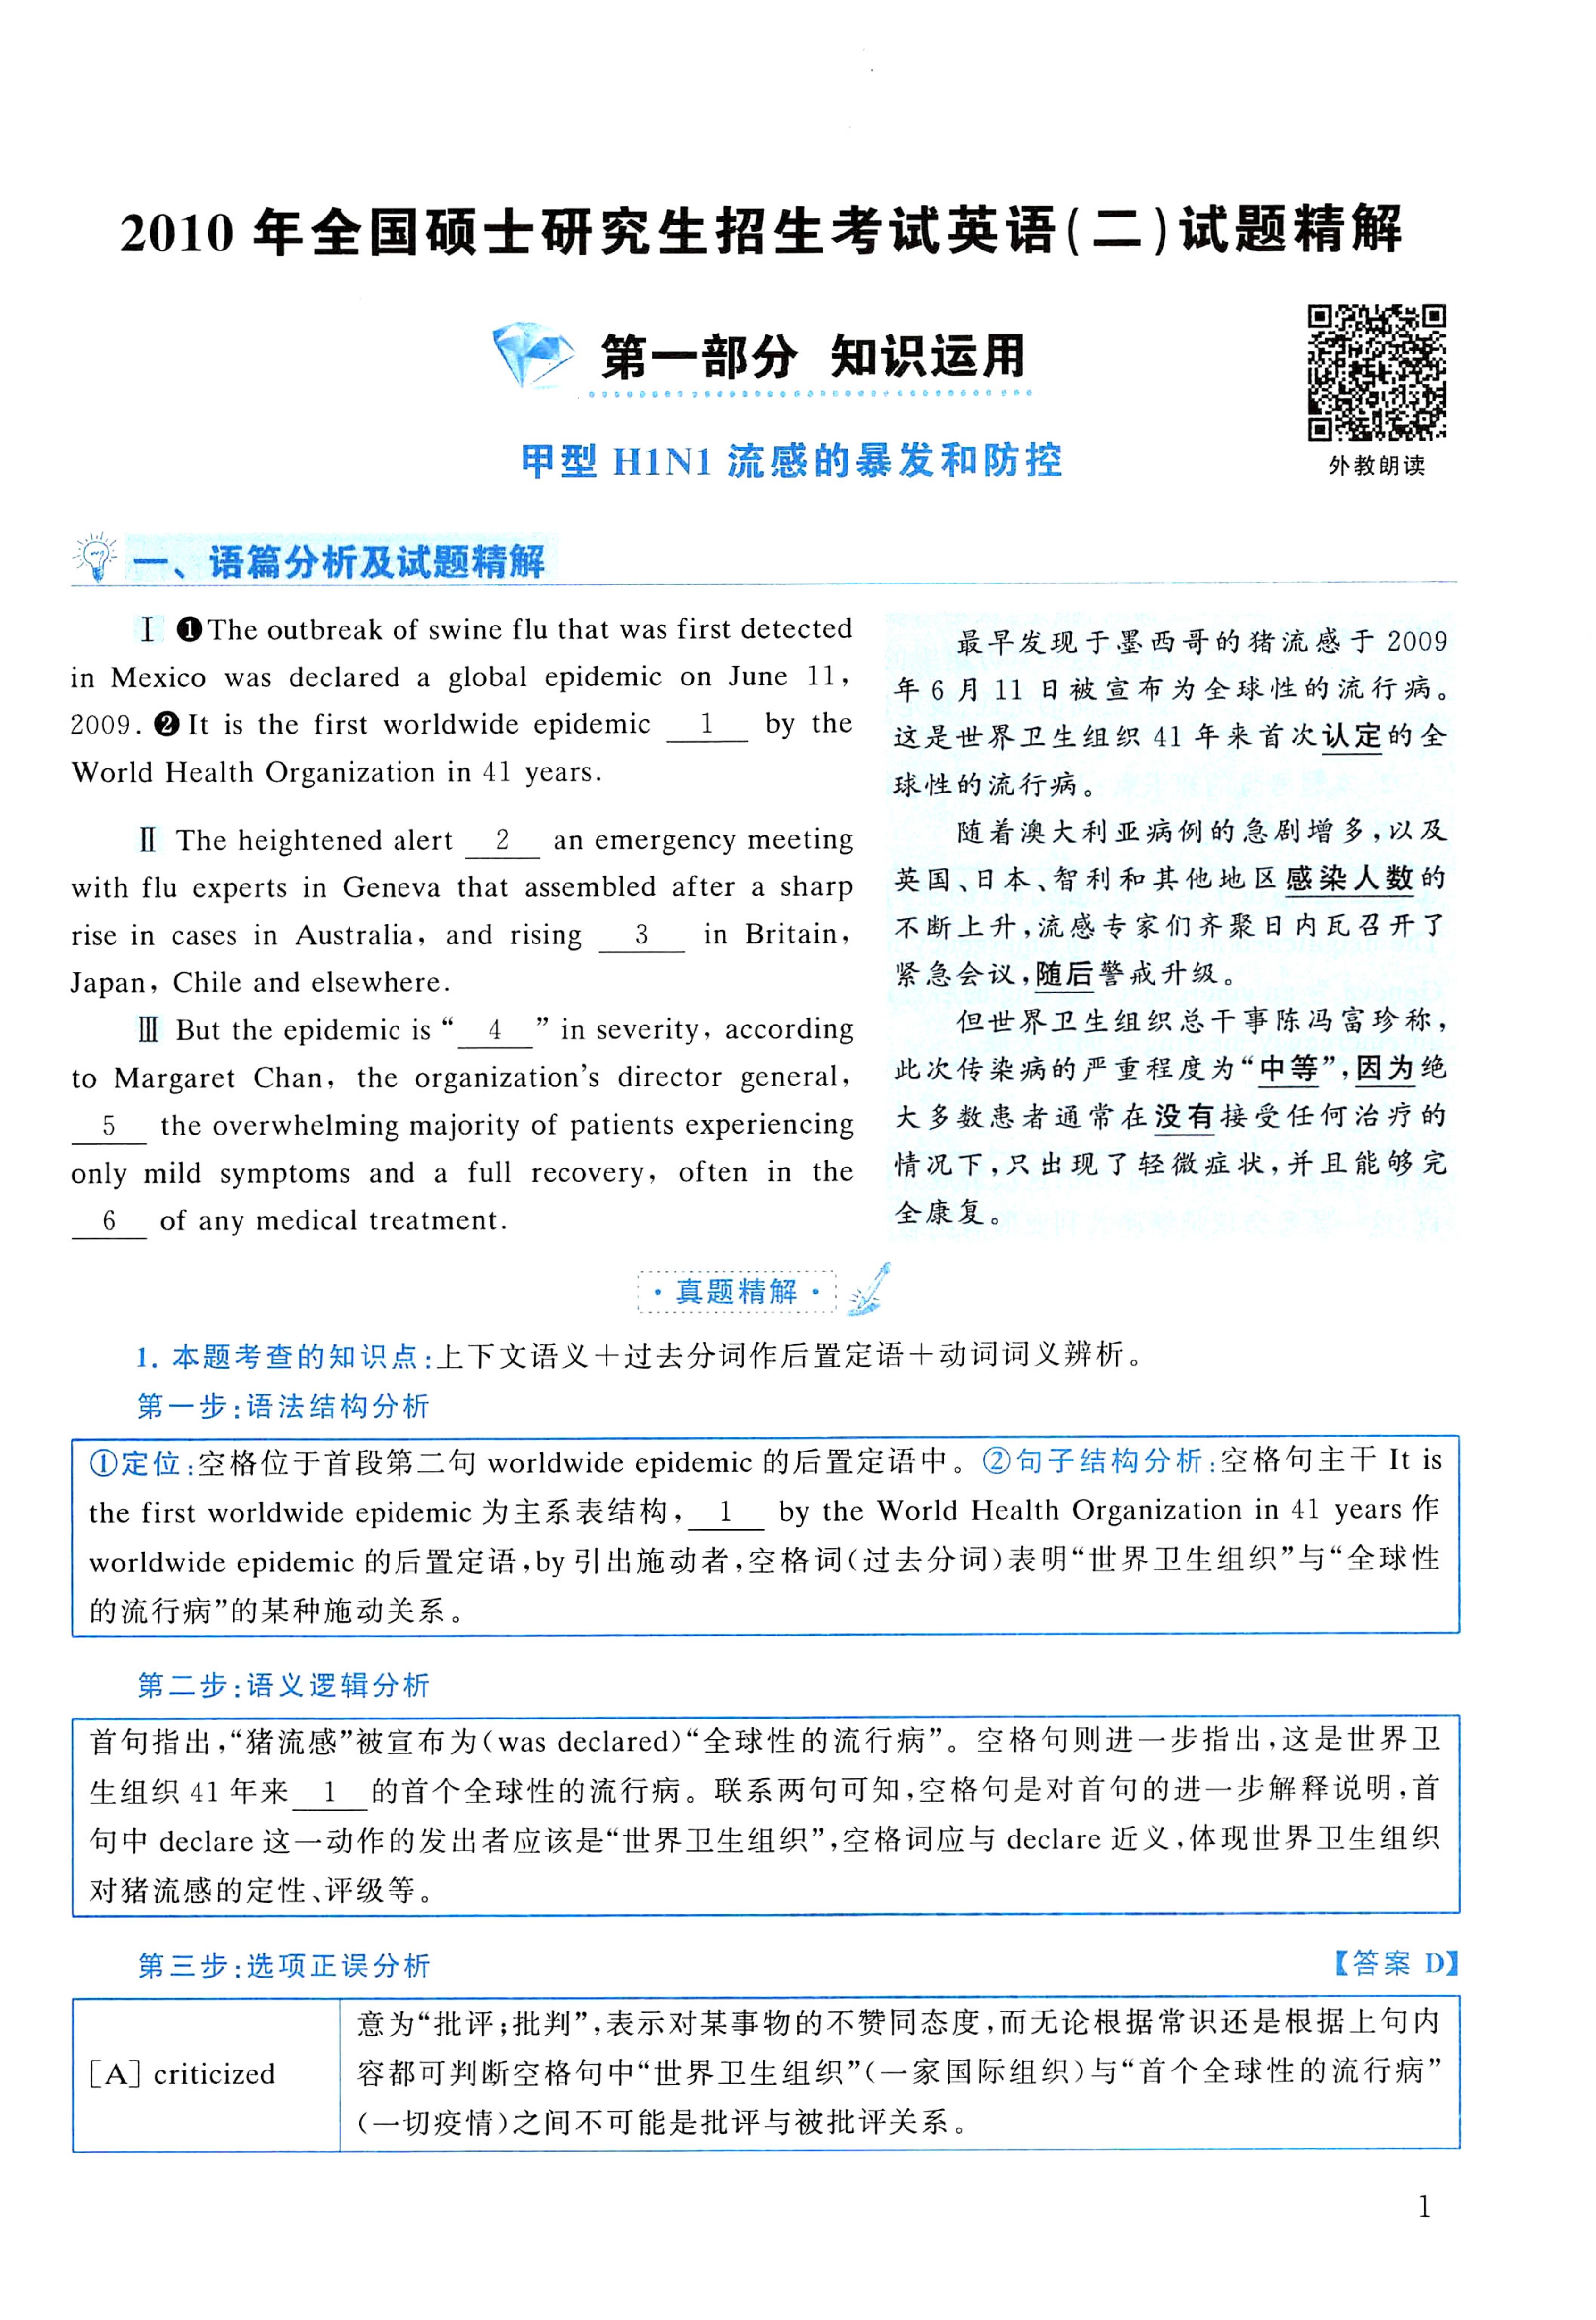 2010 年全国硕士研究生招生考试英语(二)试题精解
第一部分 知识运用
外教朗读
甲型 H1N1 流感的暴发和防控
一、语篇分析及试题精解
Ⅰ ❶The outbreak of swine flu that was first detected
in Mexico was declared a global epidemic on June 11,
2009. ❷It is the first worldwide epidemic 1 by the
World Health Organization in 41 years.
Ⅱ The heightened alert 2 an emergency meeting
with flu experts in Geneva that assembled after a sharp
rise in cases in Australia, and rising 3 in Britain,
Japan, Chile and elsewhere.
Ⅲ But the epidemic is “ 4 ” in severity, according
to Margaret Chan, the organization's director general,
5 the overwhelming majority of patients experiencing
only mild symptoms and a full recovery, often in the
6 of any medical treatment.
最早发现于墨西哥的猪流感于 2009
年 6 月 11 日被宣布为全球性的流行病。
这是世界卫生组织 41 年来首次认定的全
球性的流行病。
随着澳大利亚病例的急剧增多,以及
英国、日本、智利和其他地区感染人数的
不断上升,流感专家们齐聚日内瓦召开了
紧急会议,随后警戒升级。
但世界卫生组织总干事陈冯富珍称,
此次传染病的严重程度为“中等”,因为绝
大多数患者通常在没有接受任何治疗的
情况下,只出现了轻微症状,并且能够完
全康复。
·真题精解·
1. 本题考查的知识点:上下文语义+过去分词作后置定语+动词词义辨析。
第一步:语法结构分析
①定位:空格位于首段第二句 worldwide epidemic 的后置定语中。②句子结构分析:空格句主干 It is
the first worldwide epidemic 为主系表结构, 1 by the World Health Organization in 41 years 作
worldwide epidemic 的后置定语,by 引出施动者,空格词(过去分词)表明“世界卫生组织”与“全球性
的流行病”的某种施动关系。
第二步:语义逻辑分析
首句指出,“猪流感”被宣布为(was declared)“全球性的流行病”。空格句则进一步指出,这是世界卫
生组织 41 年来 1 的首个全球性的流行病。联系两句可知,空格句是对首句的进一步解释说明,首
句中 declare 这一动作的发出者应该是“世界卫生组织”,空格词应与 declare 近义,体现世界卫生组织
对猪流感的定性、评级等。
第三步:选项正误分析 【答案 D】
[A] criticized
意为“批评;批判”,表示对某事物的不赞同态度,而无论根据常识还是根据上句内
容都可判断空格句中“世界卫生组织”(一家国际组织)与“首个全球性的流行病”
(一切疫情)之间不可能是批评与被批评关系。
1